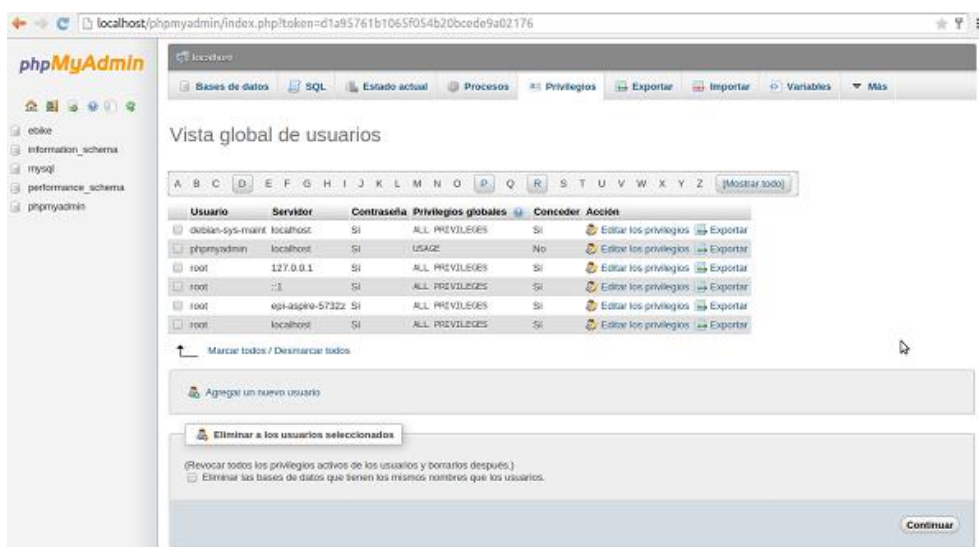 localhost/phpmyadmin/index.php?token=d1a95761b1065f054b20bcede9a02176
phpMyAdmin
localhost
Bases de datos SQL Estado actual Procesos Privilegios Exportar Importar Variables Más
ebike
information_schema
mysql
performance_schema
phpmyadmin
Vista global de usuarios
A B C D E F G H I J K L M N O P Q R S T U V W X Y Z [Mostrar todo]
Usuario Servidor Contraseña Privilegios globales Conceder Acción
debian-sys-maint localhost Sí ALL PRIVILEGES Sí Editar los privilegios Exportar
phpmyadmin localhost Sí USAGE No Editar los privilegios Exportar
root 127.0.0.1 Sí ALL PRIVILEGES Sí Editar los privilegios Exportar
root ::1 Sí ALL PRIVILEGES Sí Editar los privilegios Exportar
root epi-aspire-5732z Sí ALL PRIVILEGES Sí Editar los privilegios Exportar
root localhost Sí ALL PRIVILEGES Sí Editar los privilegios Exportar
Marcar todos / Desmarcar todos
Agregar un nuevo usuario
Eliminar a los usuarios seleccionados
(Revocar todos los privilegios activos de los usuarios y borrarlos después.)
Eliminar las bases de datos que tienen los mismos nombres que los usuarios.
Continuar